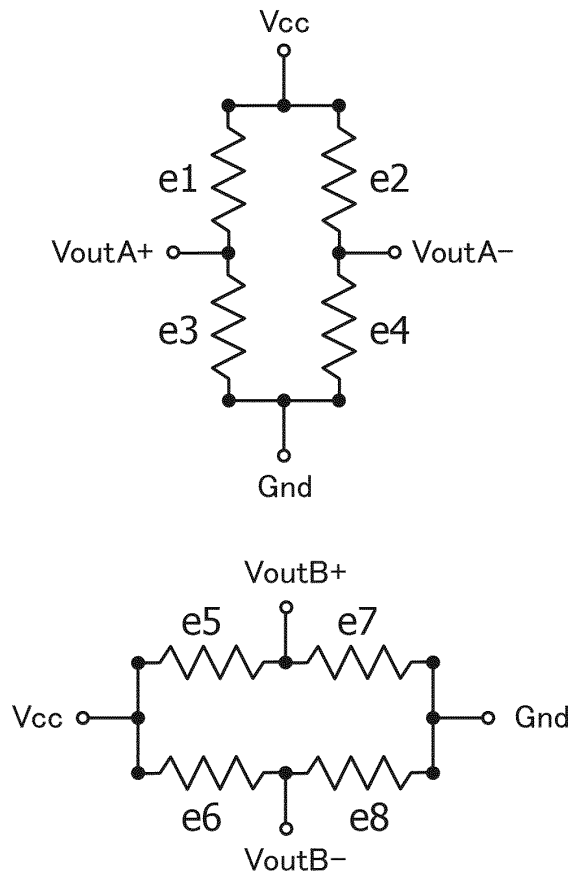 Vcc
e1
e2
VoutA+
VoutA-
e3
e4
Gnd
VoutB+
e5
e7
Vcc
Gnd
e6
e8
VoutB-